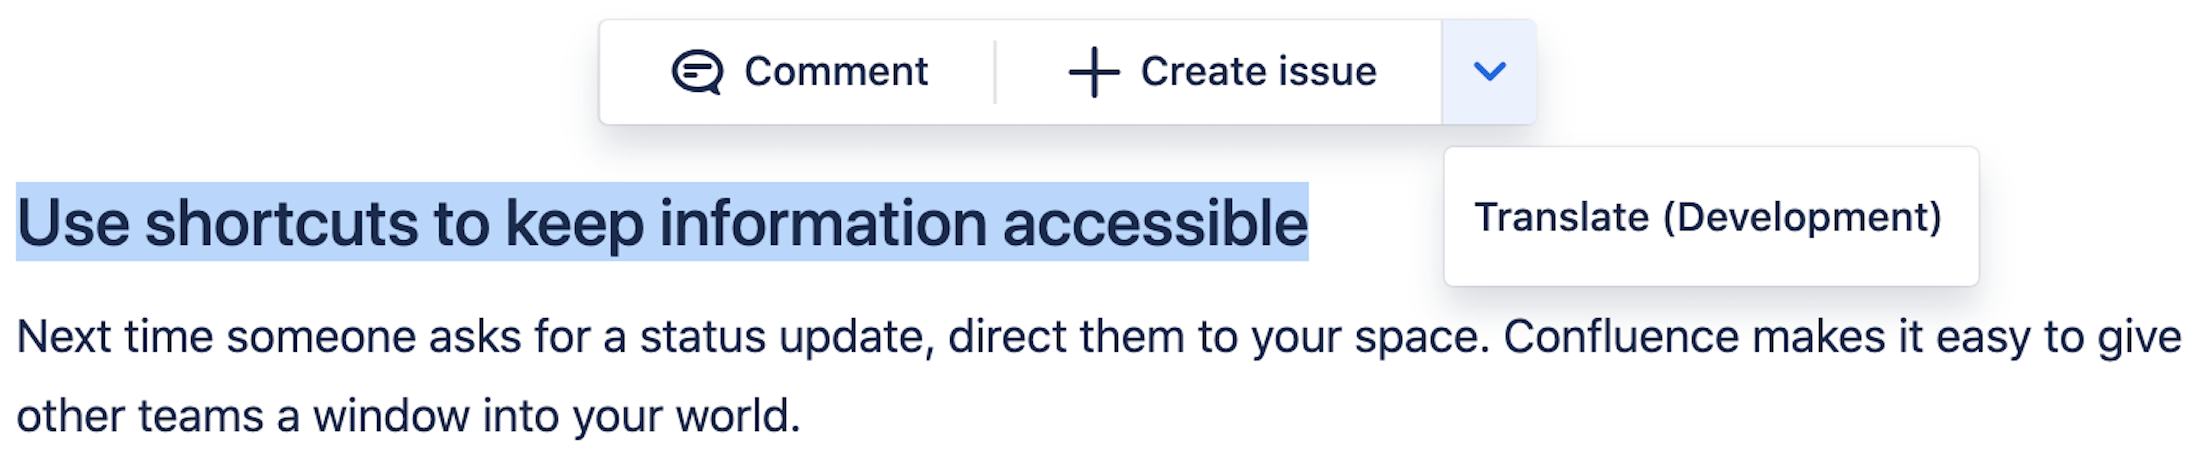 Comment
Create issue
Translate (Development)
Use shortcuts to keep information accessible
Next time someone asks for a status update, direct them to your space. Confluence makes it easy to give
other teams a window into your world.